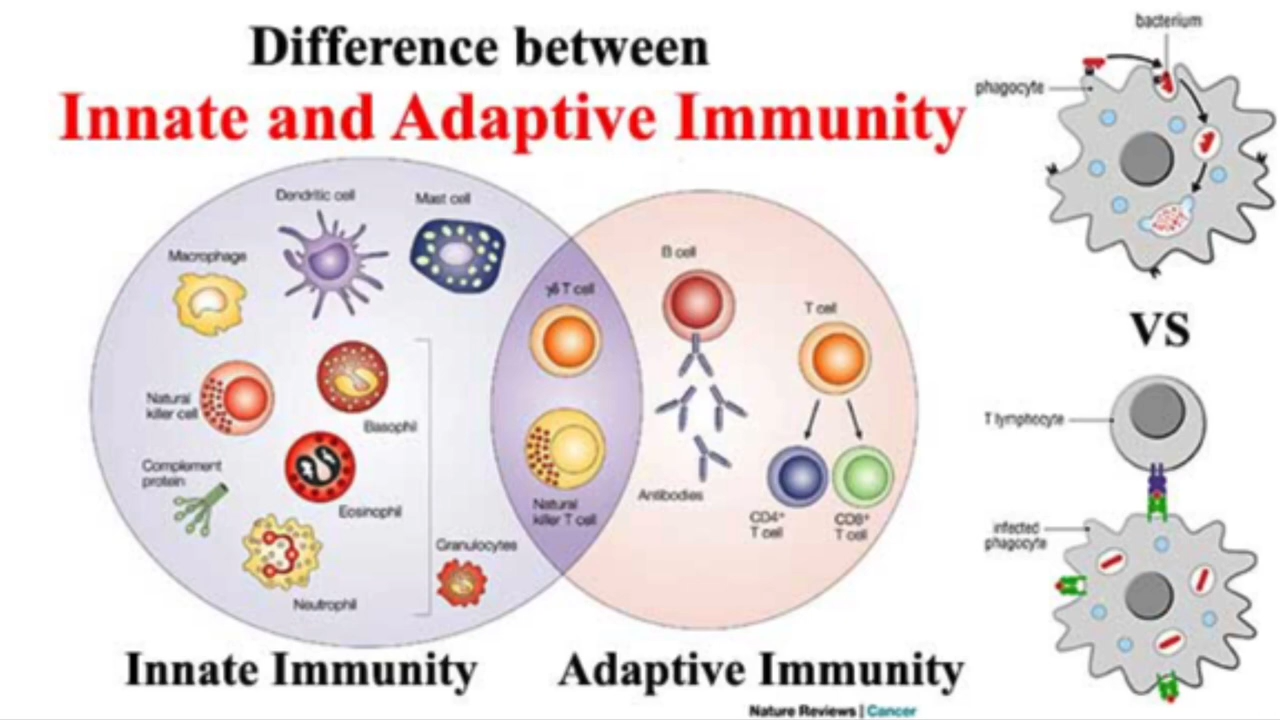 Difference between
Innate and Adaptive Immunity
Dendritic cell
Mast cell
Macrophage
Natural
killer cell
Basophil
Complement
protein
Eosinophil
Neutrophil
Granulocytes
γδ T cell
Natural
killer T cell
B cell
T cell
Antibodies
CD4+
T cell
CD8+
T cell
Innate Immunity
Adaptive Immunity
Nature Reviews | Cancer
bacterium
phagocyte
VS
T lymphocyte
infected
phagocyte